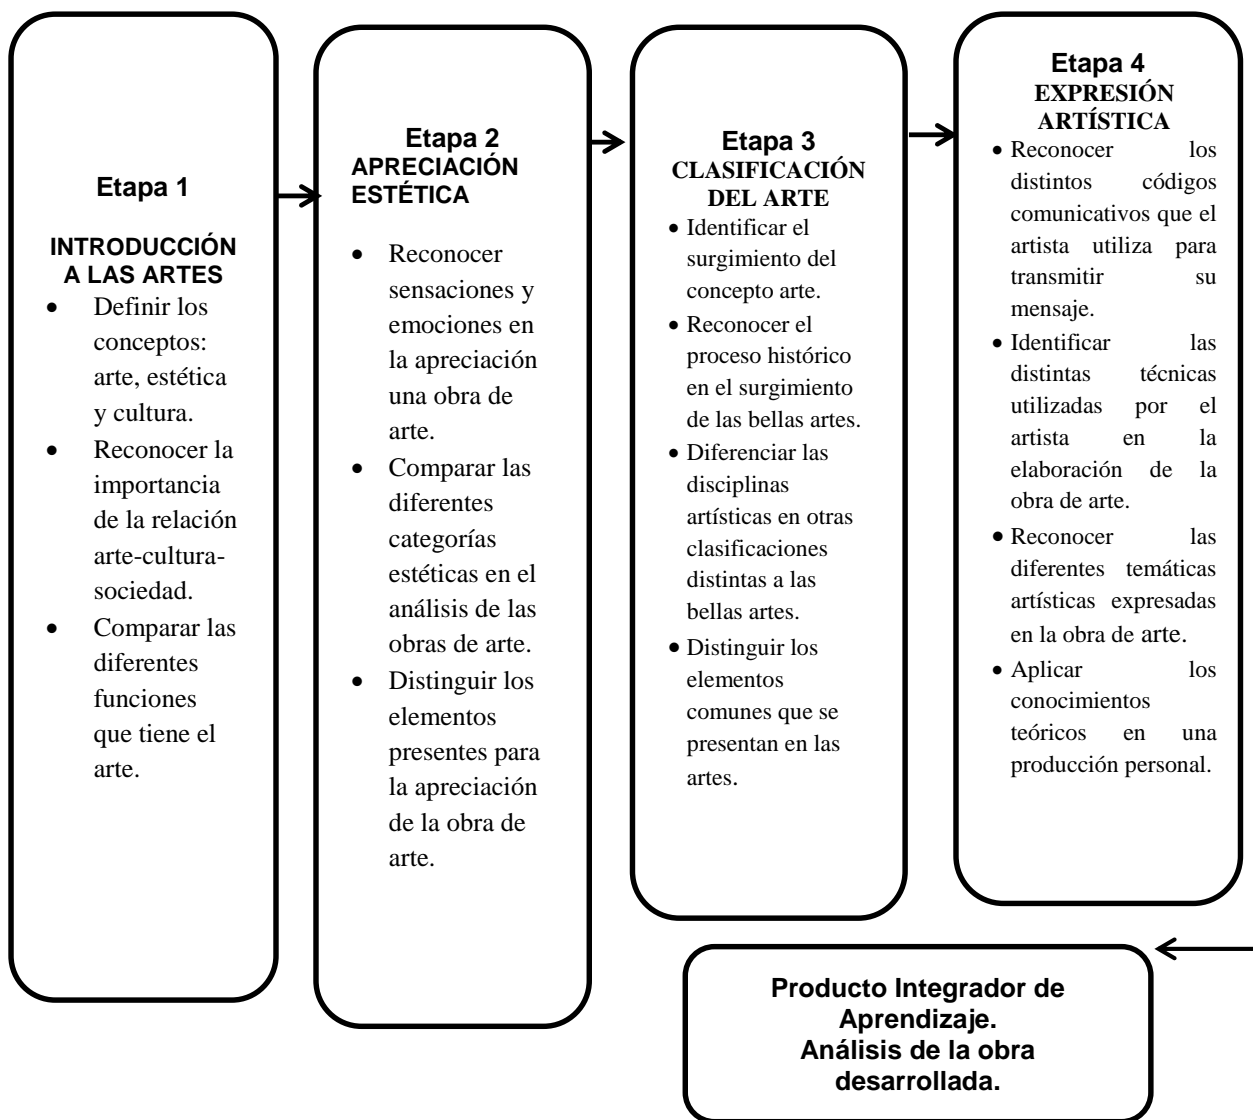 Etapa 1
INTRODUCCIÓN
A LAS ARTES
• Definir los
conceptos:
arte, estética
y cultura.
• Reconocer la
importancia
de la relación
arte-cultura-
sociedad.
• Comparar las
diferentes
funciones
que tiene el
arte.
Etapa 2
APRECIACIÓN
ESTÉTICA
• Reconocer
sensaciones y
emociones en
la apreciación
una obra de
arte.
• Comparar las
diferentes
categorías
estéticas en el
análisis de las
obras de arte.
• Distinguir los
elementos
presentes para
la apreciación
de la obra de
arte.
Etapa 3
CLASIFICACIÓN
DEL ARTE
• Identificar el
surgimiento del
concepto arte.
• Reconocer el
proceso histórico
en el surgimiento
de las bellas artes.
• Diferenciar las
disciplinas
artísticas en otras
clasificaciones
distintas a las
bellas artes.
• Distinguir los
elementos
comunes que se
presentan en las
artes.
Etapa 4
EXPRESIÓN
ARTÍSTICA
• Reconocer los
distintos códigos
comunicativos que el
artista utiliza para
transmitir su
mensaje.
• Identificar las
distintas técnicas
utilizadas por el
artista en la
elaboración de la
obra de arte.
• Reconocer las
diferentes temáticas
artísticas expresadas
en la obra de arte.
• Aplicar los
conocimientos
teóricos en una
producción personal.
Producto Integrador de
Aprendizaje.
Análisis de la obra
desarrollada.